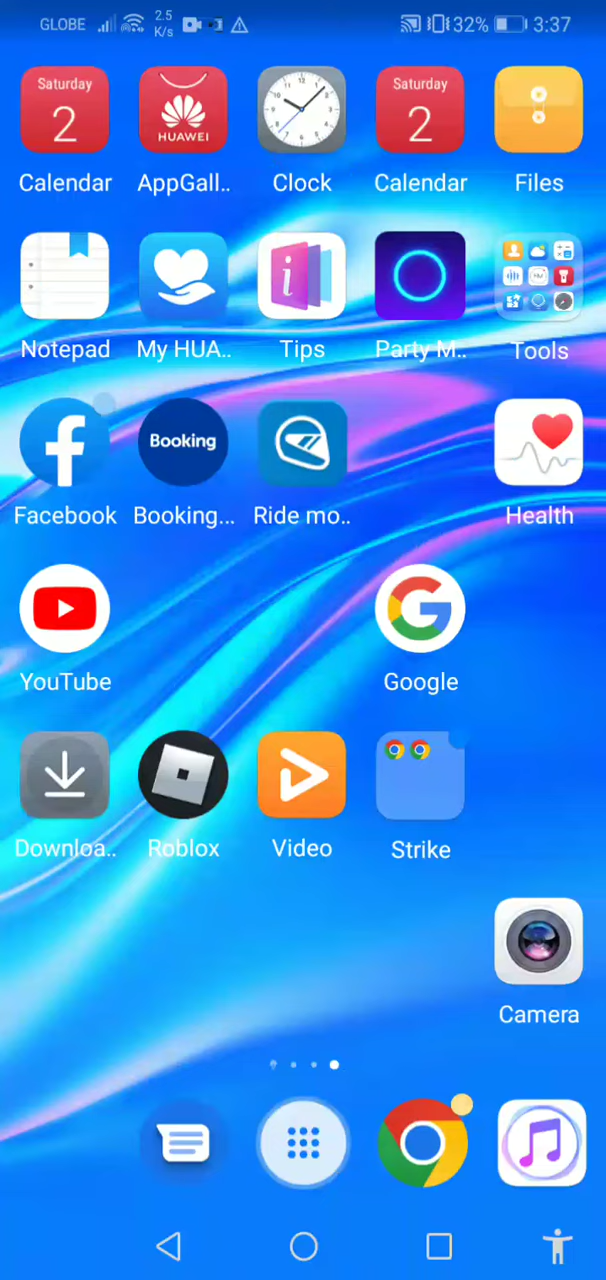 GLOBE 2.5 K/s 32% 3:37
Saturday 2 HUAWEI Saturday 2
Calendar AppGall.. Clock Calendar Files
Notepad My HUA.. Tips Party M.. Tools
Booking
Facebook Booking... Ride mo.. Health
YouTube Google
Downloa.. Roblox Video Strike
Camera